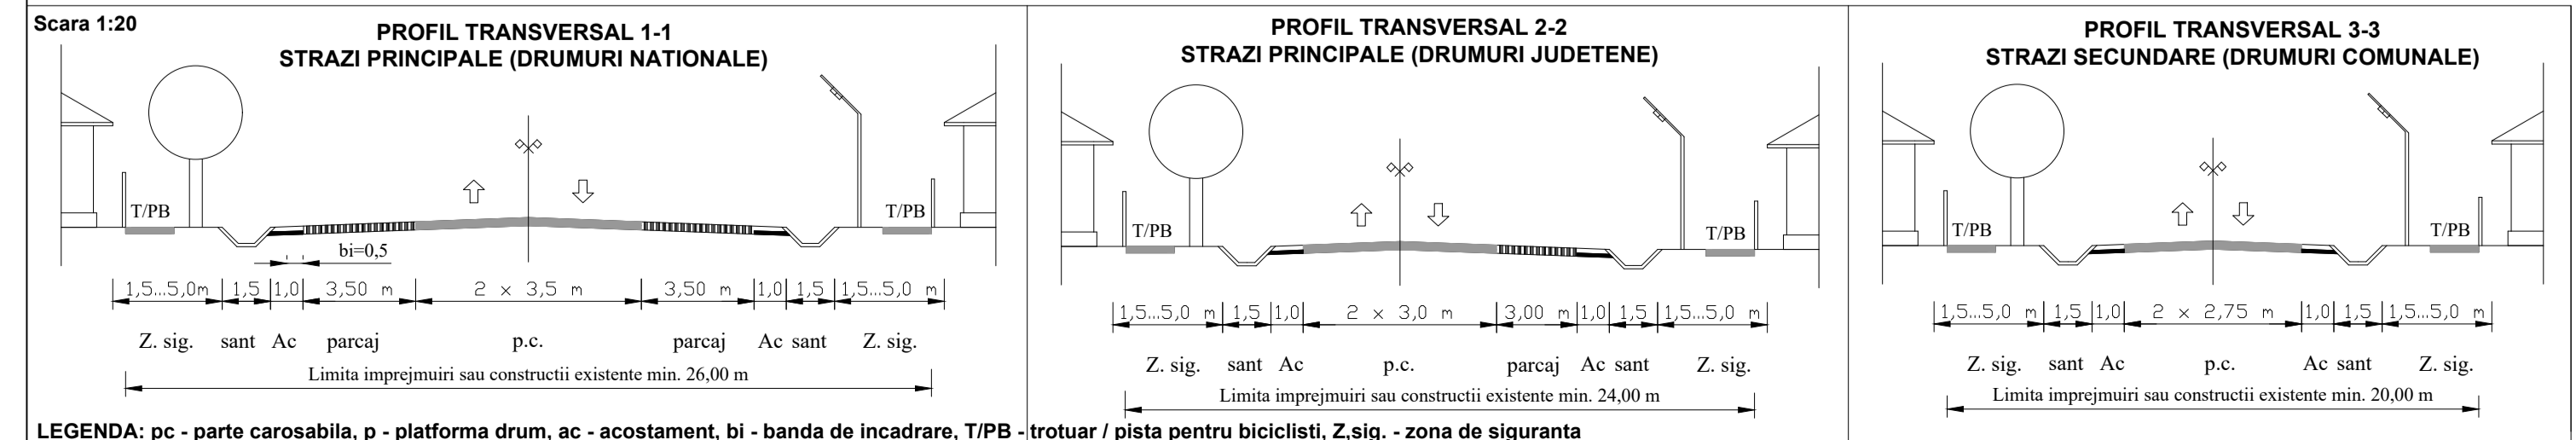 Scara 1:20
PROFIL TRANSVERSAL 1-1
STRAZI PRINCIPALE (DRUMURI NATIONALE)
T/PB
T/PB
bi=0,5
1,5...5,0m 1,5 1,0 3,50 m 2 x 3,5 m 3,50 m 1,0 1,5 1,5...5,0 m
Z. sig. sant Ac parcaj p.c. parcaj Ac sant Z. sig.
Limita imprejmuiri sau constructii existente min. 26,00 m
PROFIL TRANSVERSAL 2-2
STRAZI PRINCIPALE (DRUMURI JUDETENE)
T/PB
T/PB
1,5...5,0 m 1,5 1,0 2 x 3,0 m 3,00 m 1,0 1,5 1,5...5,0 m
Z. sig. sant Ac p.c. parcaj Ac sant Z. sig.
Limita imprejmuiri sau constructii existente min. 24,00 m
PROFIL TRANSVERSAL 3-3
STRAZI SECUNDARE (DRUMURI COMUNALE)
T/PB
T/PB
1,5...5,0 m 1,5 1,0 2 x 2,75 m 1,0 1,5 1,5...5,0 m
Z. sig. sant Ac p.c. Ac sant Z. sig.
Limita imprejmuiri sau constructii existente min. 20,00 m
LEGENDA: pc - parte carosabila, p - platforma drum, ac - acostament, bi - banda de incadrare, T/PB - trotuar / pista pentru biciclisti, Z,sig. - zona de siguranta